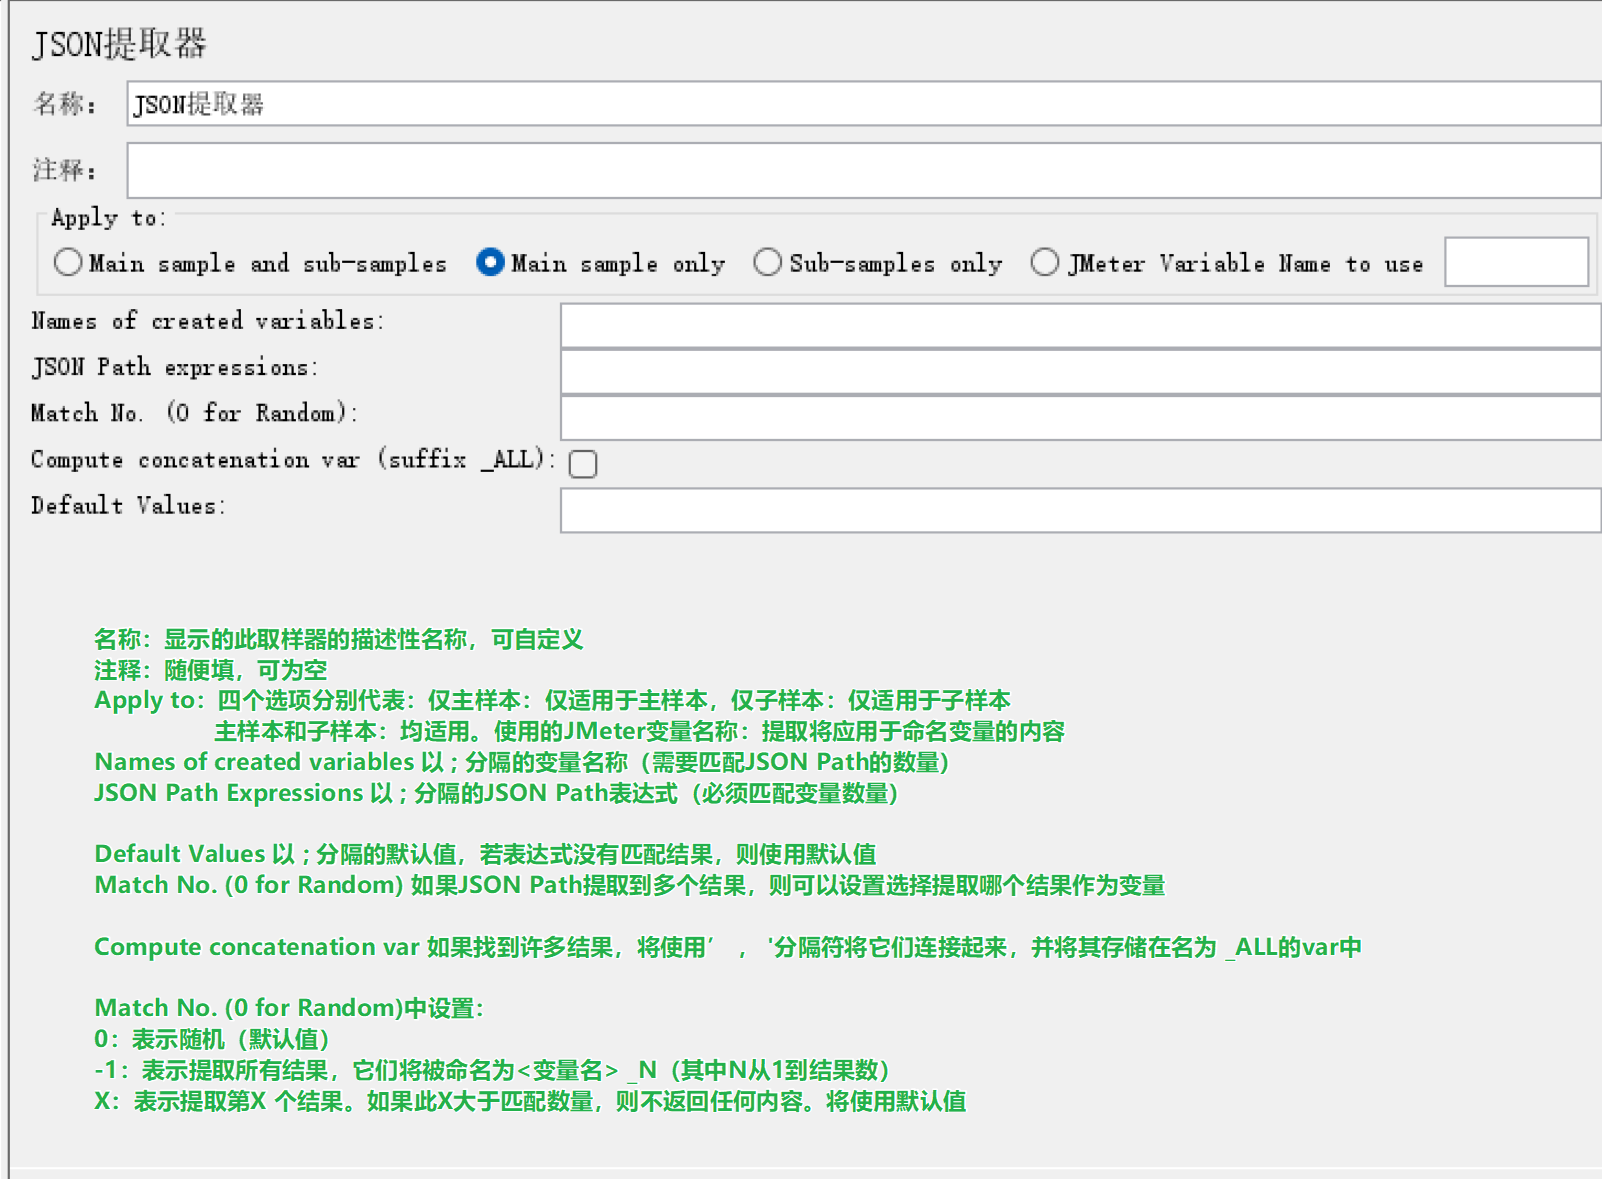 JSON提取器
名称： JSON提取器
注释：
Apply to:
Main sample and sub-samples Main sample only Sub-samples only JMeter Variable Name to use
Names of created variables:
JSON Path expressions:
Match No. (0 for Random):
Compute concatenation var (suffix _ALL):
Default Values:
名称：显示的此取样器的描述性名称，可自定义
注释：随便填，可为空
Apply to：四个选项分别代表：仅主样本：仅适用于主样本，仅子样本：仅适用于子样本
主样本和子样本：均适用。使用的JMeter变量名称：提取将应用于命名变量的内容
Names of created variables 以 ; 分隔的变量名称（需要匹配JSON Path的数量）
JSON Path Expressions 以 ; 分隔的JSON Path表达式（必须匹配变量数量）
Default Values 以 ; 分隔的默认值，若表达式没有匹配结果，则使用默认值
Match No. (0 for Random) 如果JSON Path提取到多个结果，则可以设置选择提取哪个结果作为变量
Compute concatenation var 如果找到许多结果，将使用’ ， '分隔符将它们连接起来，并将其存储在名为 _ALL的var中
Match No. (0 for Random)中设置：
0：表示随机（默认值）
-1：表示提取所有结果，它们将被命名为<变量名> _N（其中N从1到结果数）
X：表示提取第X 个结果。如果此X大于匹配数量，则不返回任何内容。将使用默认值